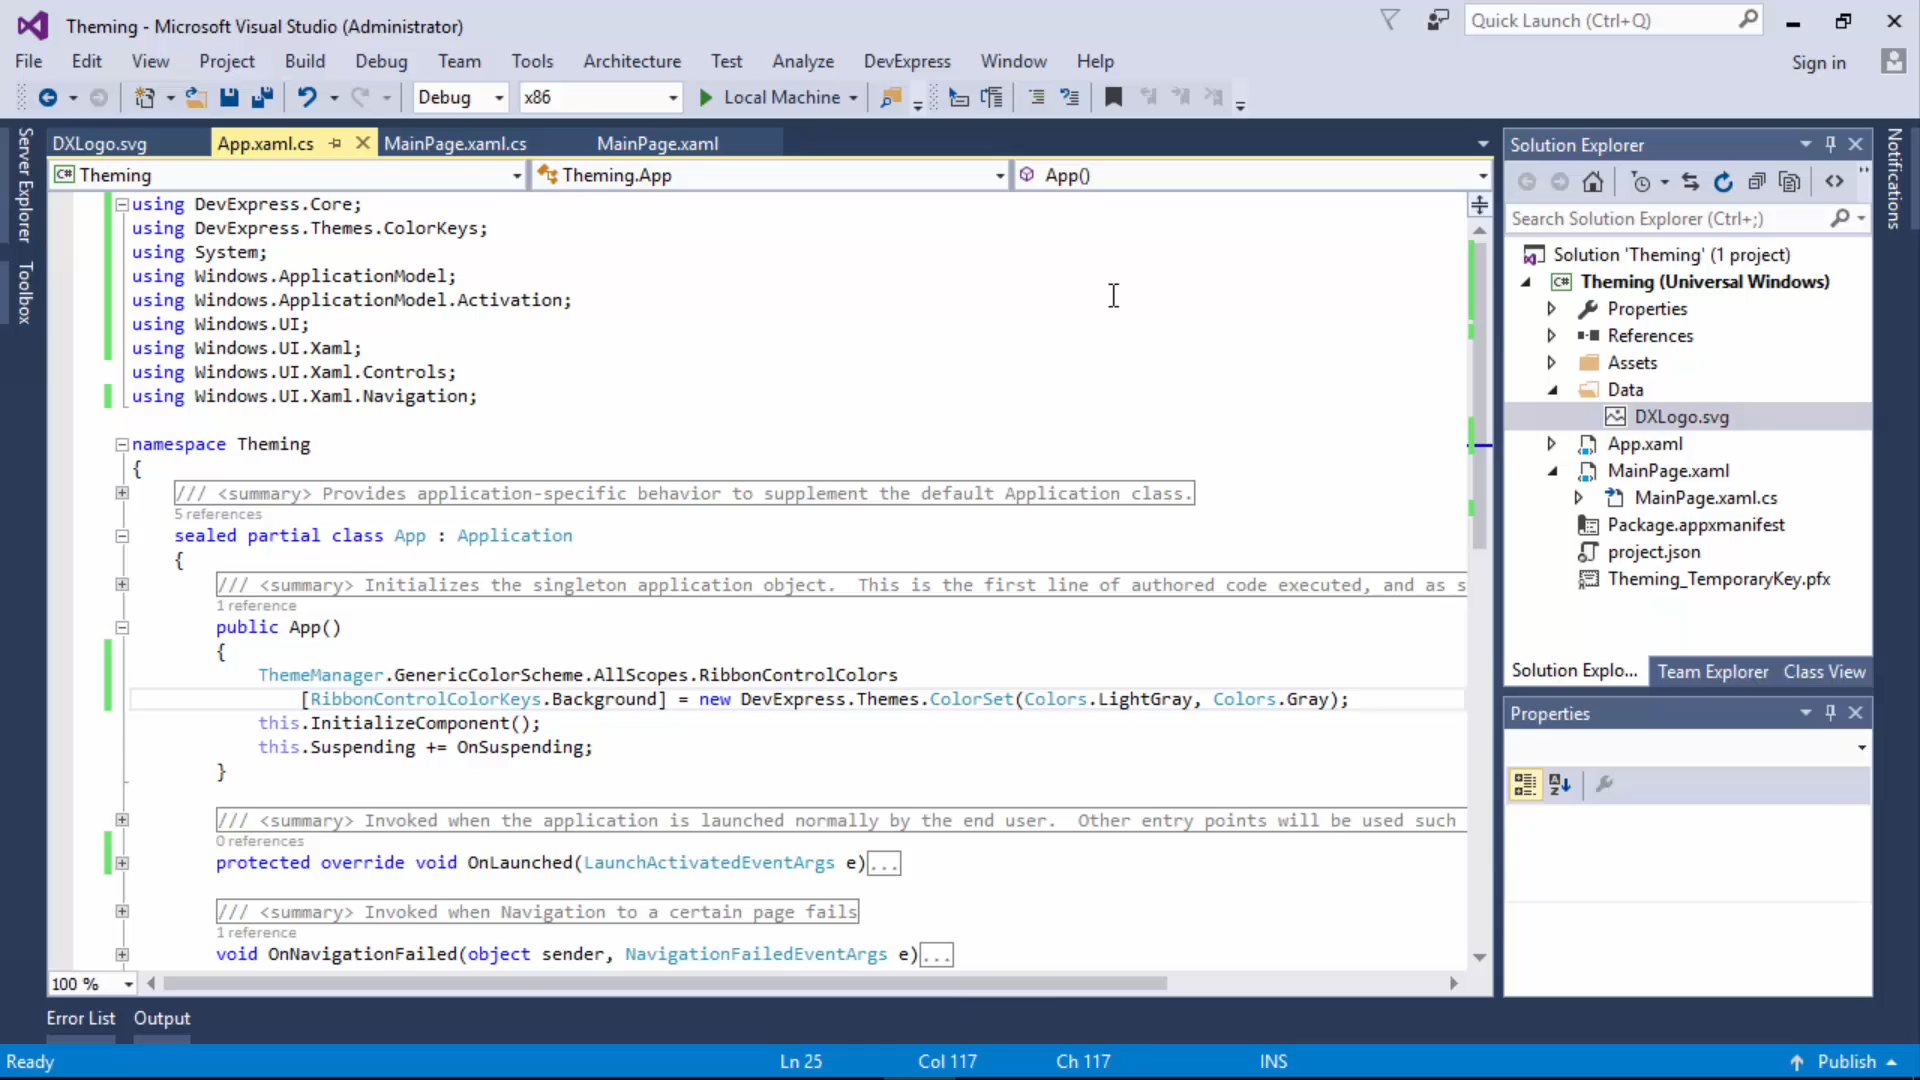 Theming - Microsoft Visual Studio (Administrator)
Quick Launch (Ctrl+Q)
File Edit View Project Build Debug Team Tools Architecture Test Analyze DevExpress Window Help
Sign in
Debug x86 Local Machine
Server Explorer
Toolbox
DXLogo.svg App.xaml.cs MainPage.xaml.cs MainPage.xaml
C# Theming Theming.App App()
using DevExpress.Core;
using DevExpress.Themes.ColorKeys;
using System;
using Windows.ApplicationModel;
using Windows.ApplicationModel.Activation;
using Windows.UI;
using Windows.UI.Xaml;
using Windows.UI.Xaml.Controls;
using Windows.UI.Xaml.Navigation;
namespace Theming
{
/// <summary> Provides application-specific behavior to supplement the default Application class.
5 references
sealed partial class App : Application
{
/// <summary> Initializes the singleton application object.  This is the first line of authored code executed, and as s
1 reference
public App()
{
ThemeManager.GenericColorScheme.AllScopes.RibbonControlColors
[RibbonControlColorKeys.Background] = new DevExpress.Themes.ColorSet(Colors.LightGray, Colors.Gray);
this.InitializeComponent();
this.Suspending += OnSuspending;
}
/// <summary> Invoked when the application is launched normally by the end user.  Other entry points will be used such
0 references
protected override void OnLaunched(LaunchActivatedEventArgs e)...
/// <summary> Invoked when Navigation to a certain page fails
1 reference
void OnNavigationFailed(object sender, NavigationFailedEventArgs e)...
100 %
Solution Explorer
Search Solution Explorer (Ctrl+;)
Solution 'Theming' (1 project)
C# Theming (Universal Windows)
Properties
References
Assets
Data
DXLogo.svg
App.xaml
MainPage.xaml
MainPage.xaml.cs
Package.appxmanifest
project.json
Theming_TemporaryKey.pfx
Solution Explo... Team Explorer Class View
Properties
Notifications
Error List Output
Ready Ln 25 Col 117 Ch 117 INS Publish